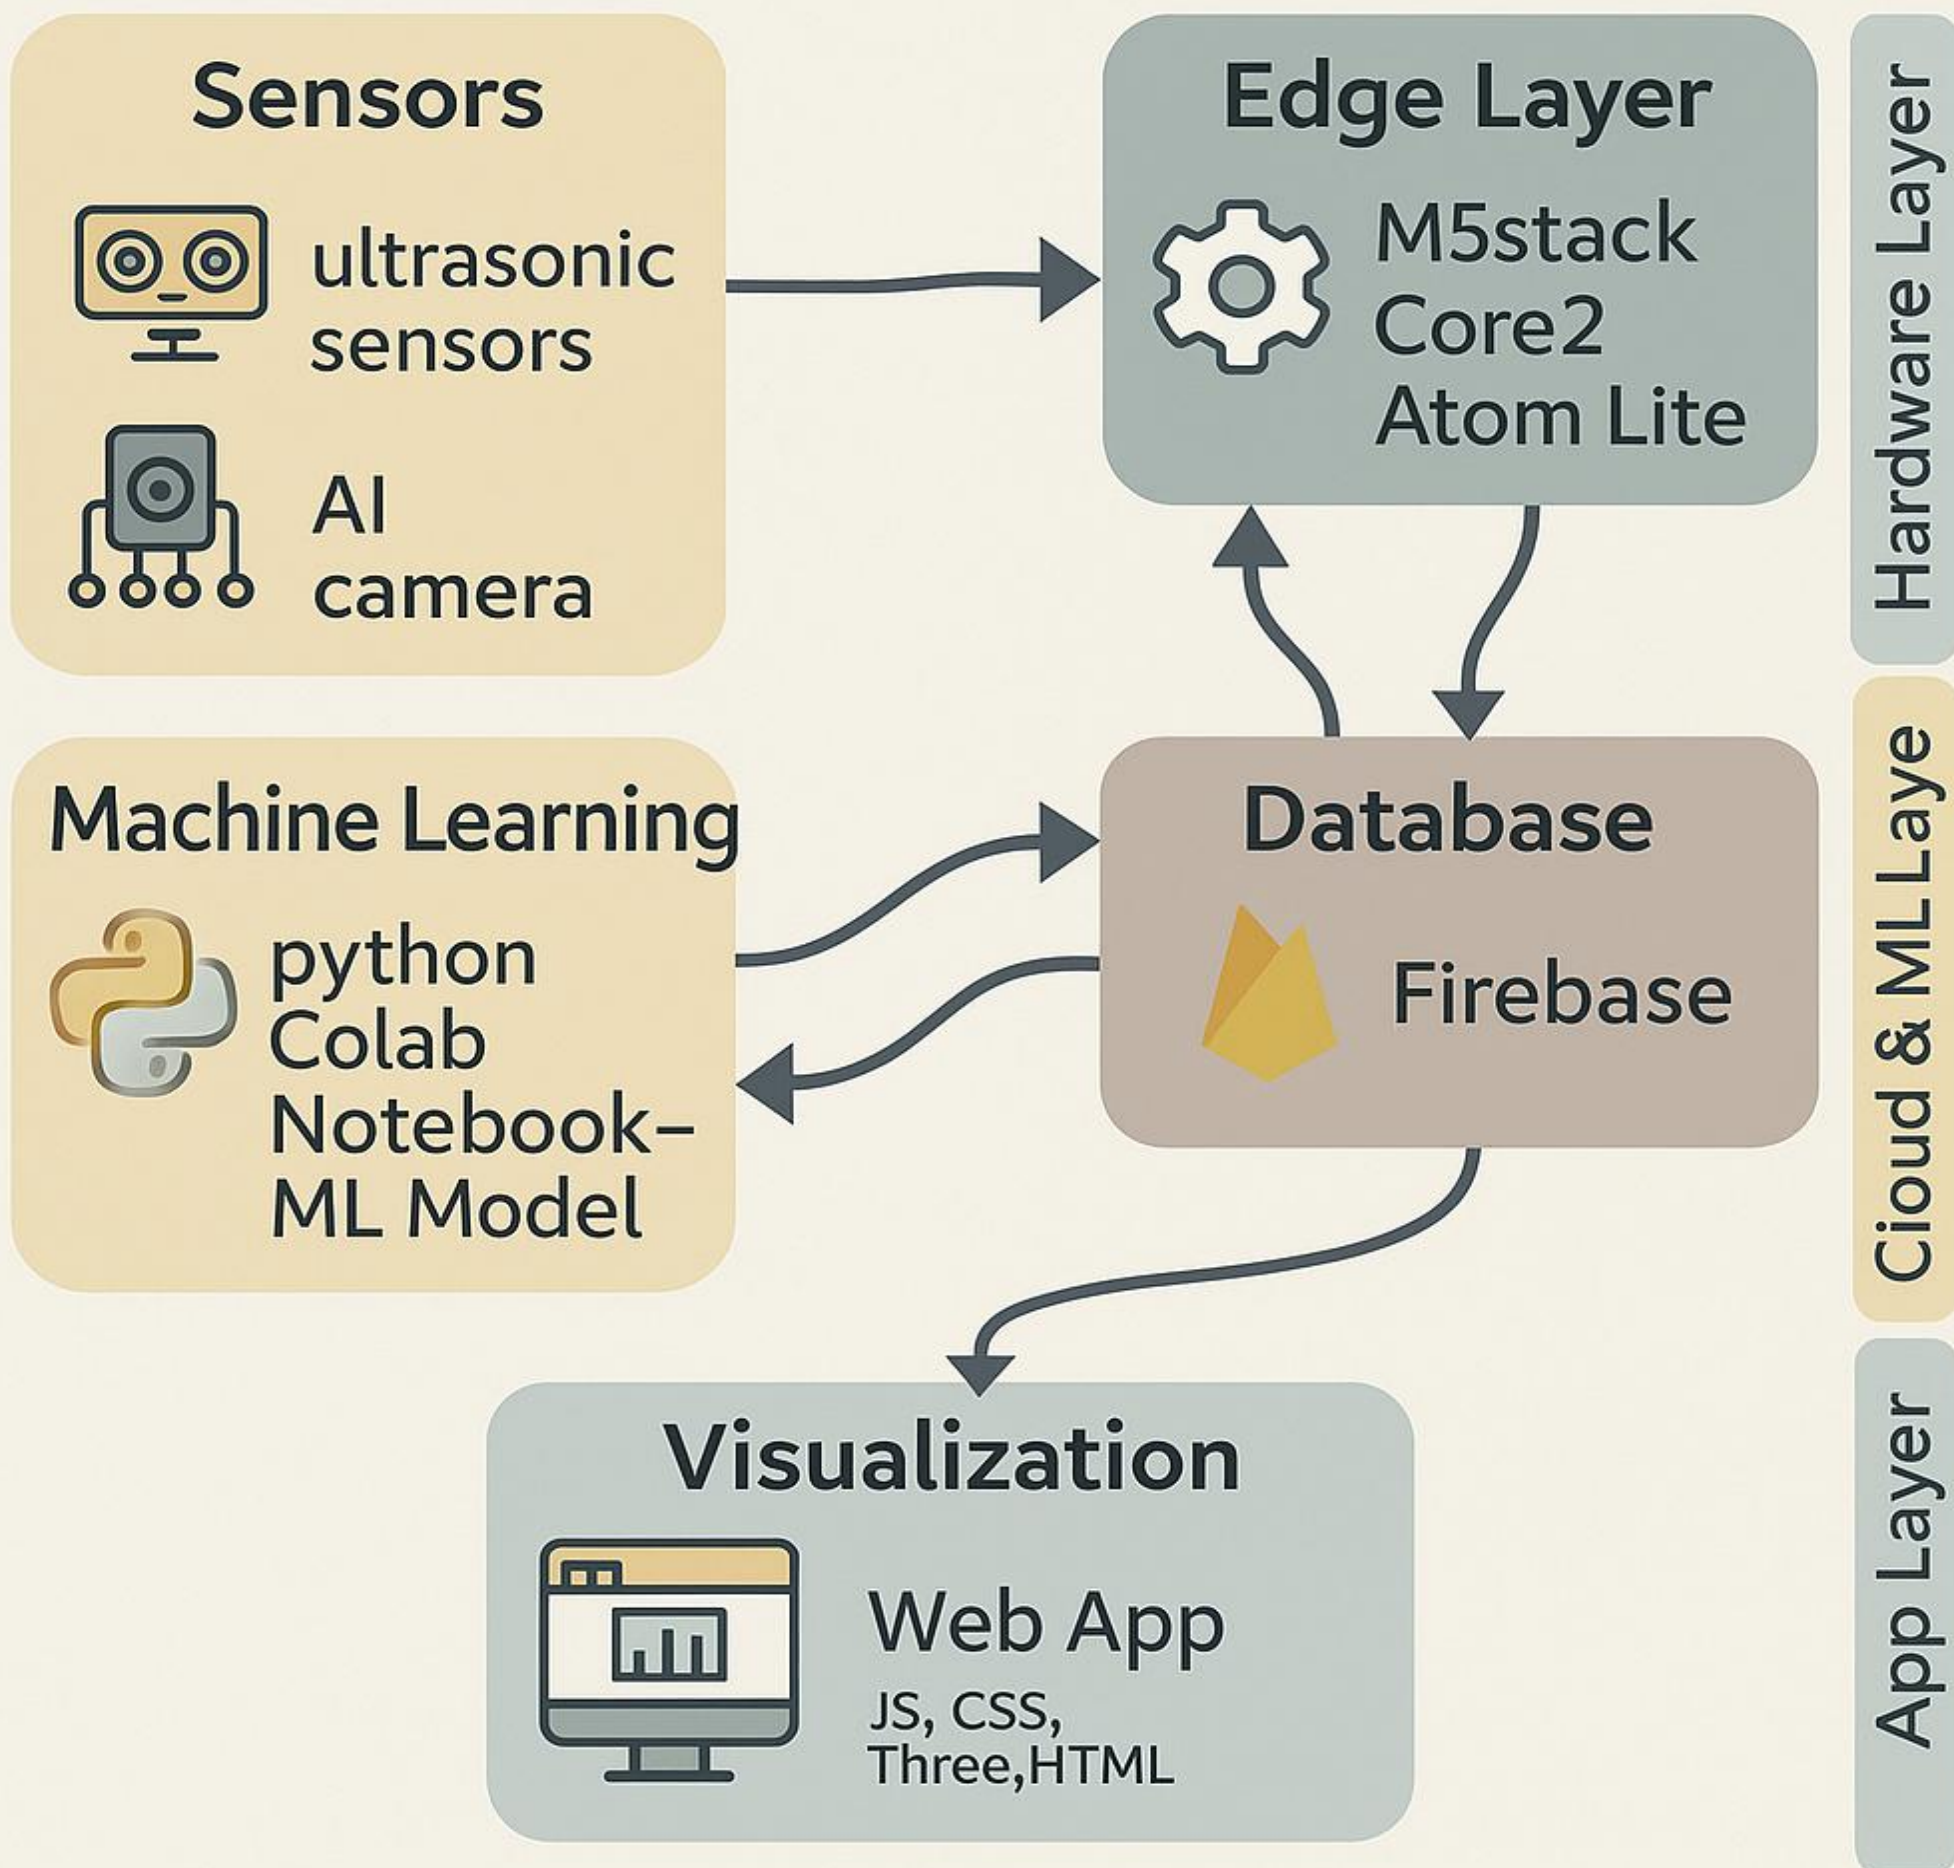 Sensors
ultrasonic
sensors
AI
camera
Edge Layer
M5stack
Core2
Atom Lite
Hardware Layer
Machine Learning
python
Colab
Notebook–
ML Model
Database
Firebase
Cioud & ML Laye
Visualization
Web App
JS, CSS,
Three,HTML
App Layer